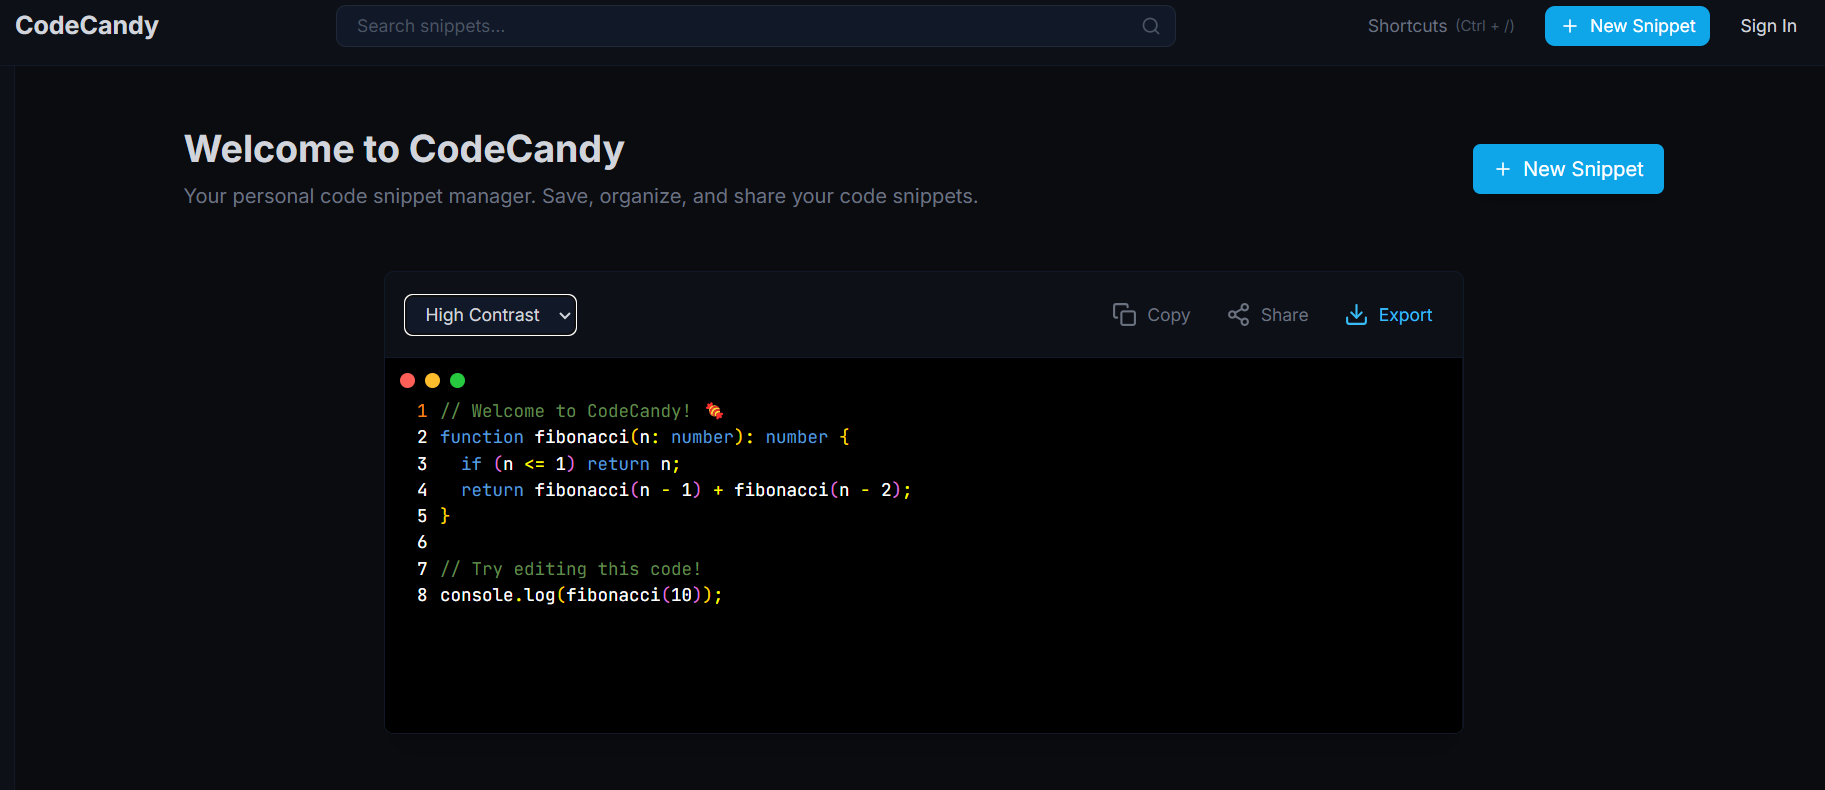 CodeCandy
Search snippets...
Shortcuts (Ctrl + /)
+ New Snippet
Sign In
Welcome to CodeCandy
Your personal code snippet manager. Save, organize, and share your code snippets.
+ New Snippet
High Contrast
Copy
Share
Export
1 // Welcome to CodeCandy! 🍬
2 function fibonacci(n: number): number {
3   if (n <= 1) return n;
4   return fibonacci(n - 1) + fibonacci(n - 2);
5 }
6
7 // Try editing this code!
8 console.log(fibonacci(10));